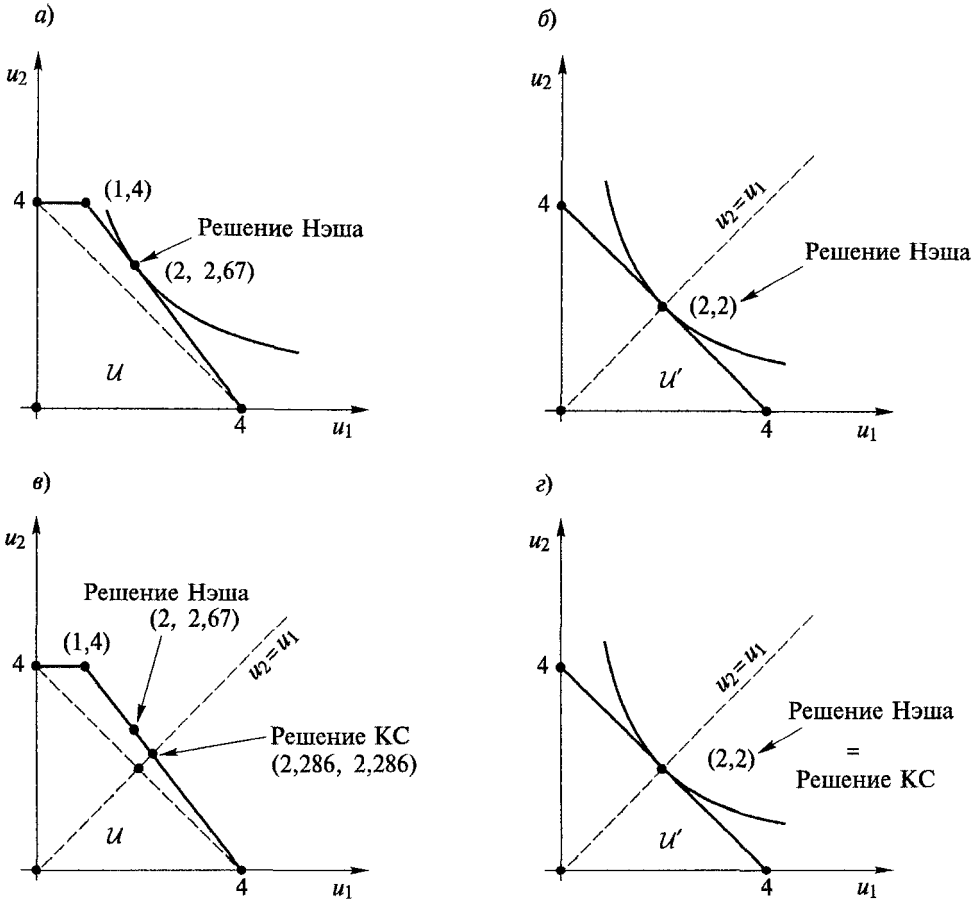 а)
u₂
4
(1,4)
Решение Нэша
(2, 2,67)
𝒰
4
u₁
б)
u₂
4
u₂=u₁
Решение Нэша
(2,2)
𝒰′
4
u₁
в)
u₂
Решение Нэша
(2, 2,67)
(1,4)
4
u₂=u₁
Решение КС
(2,286, 2,286)
𝒰
4
u₁
г)
u₂
4
u₂=u₁
Решение Нэша
(2,2)
=
Решение КС
𝒰′
4
u₁